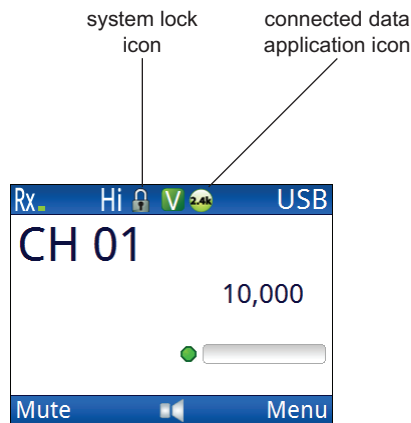 system lock
icon
connected data
application icon
Rx Hi V 2.4k USB
CH 01
10,000
Mute Menu